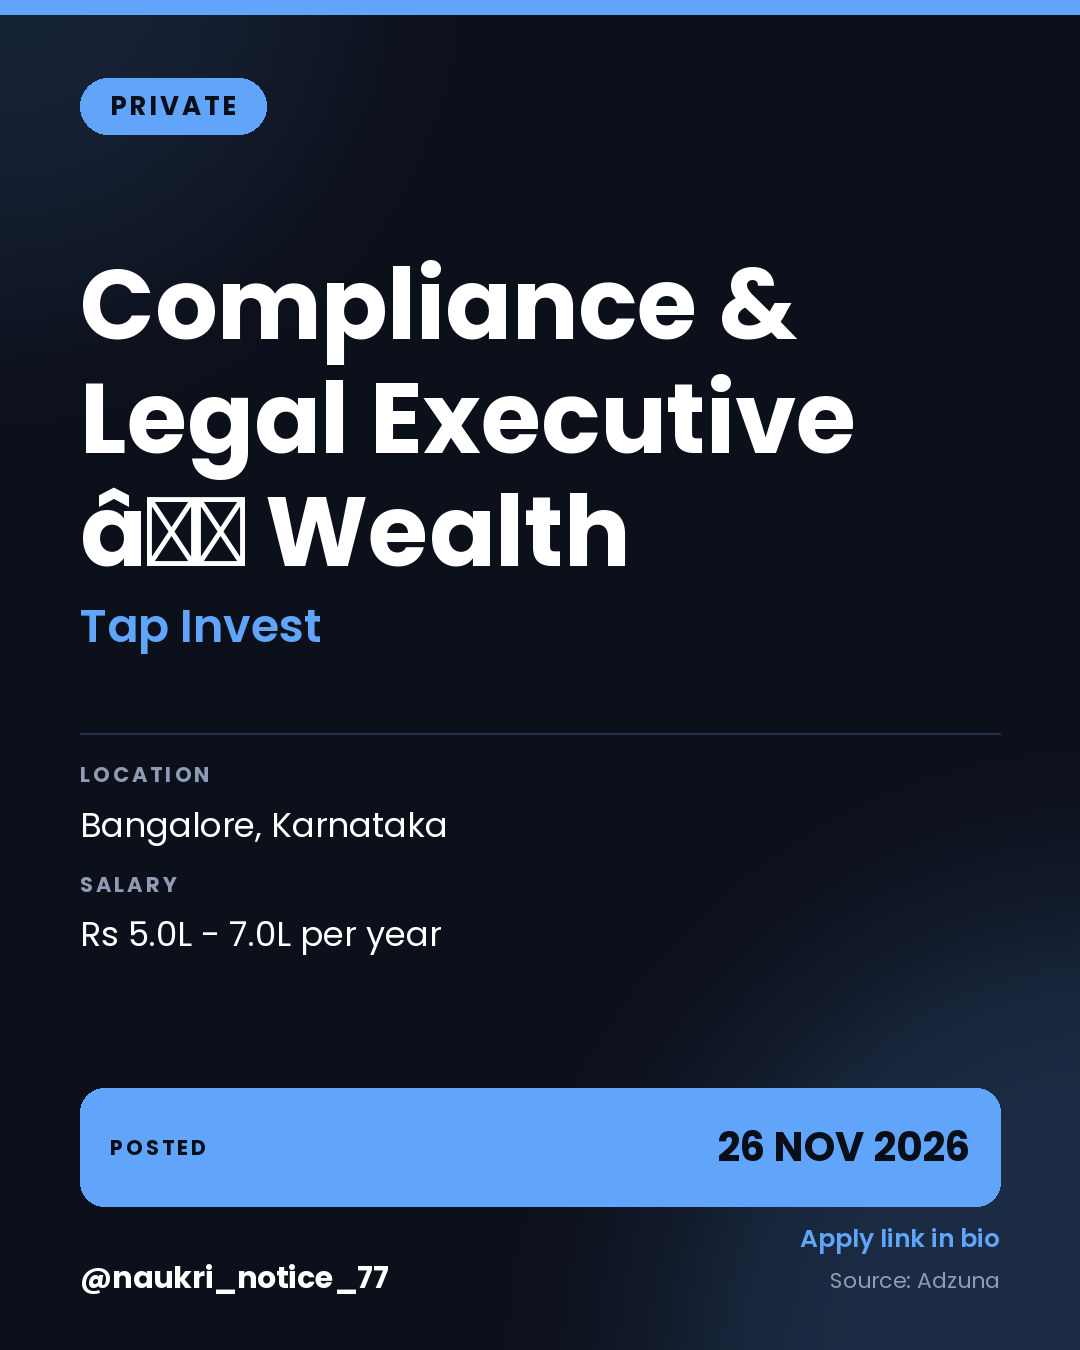 PRIVATE
Compliance &
Legal Executive
â Wealth
Tap Invest
LOCATION
Bangalore, Karnataka
SALARY
Rs 5.0L - 7.0L per year
POSTED
26 NOV 2026
Apply link in bio
@naukri_notice_77
Source: Adzuna